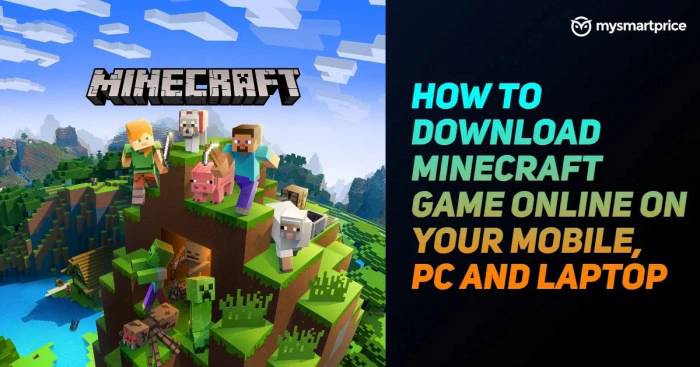 mysmartprice
MINECRAFT
HOW TO
DOWNLOAD
MINECRAFT
GAME ONLINE ON
YOUR MOBILE,
PC AND LAPTOP